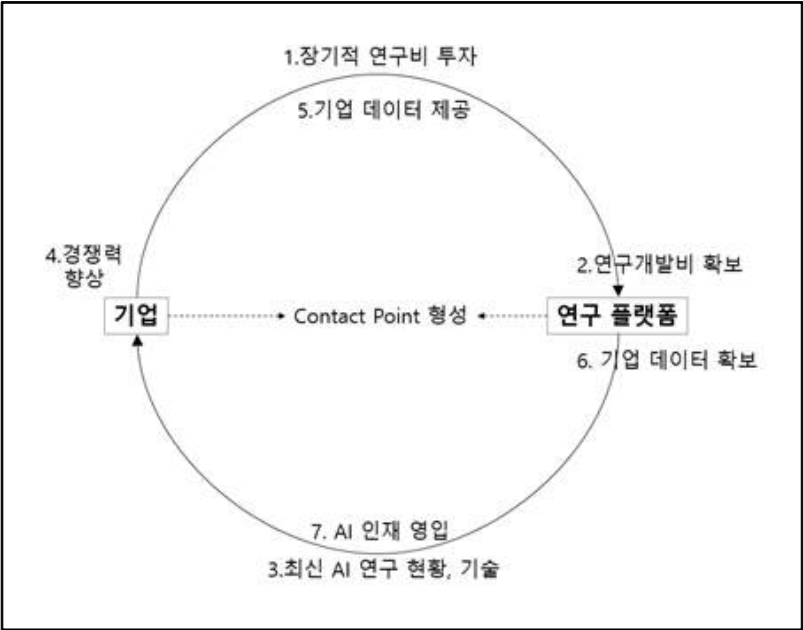 1.장기적 연구비 투자
5.기업 데이터 제공
4.경쟁력
향상
2.연구개발비 확보
기업
Contact Point 형성
연구 플랫폼
6. 기업 데이터 확보
7. AI 인재 영입
3.최신 AI 연구 현황, 기술